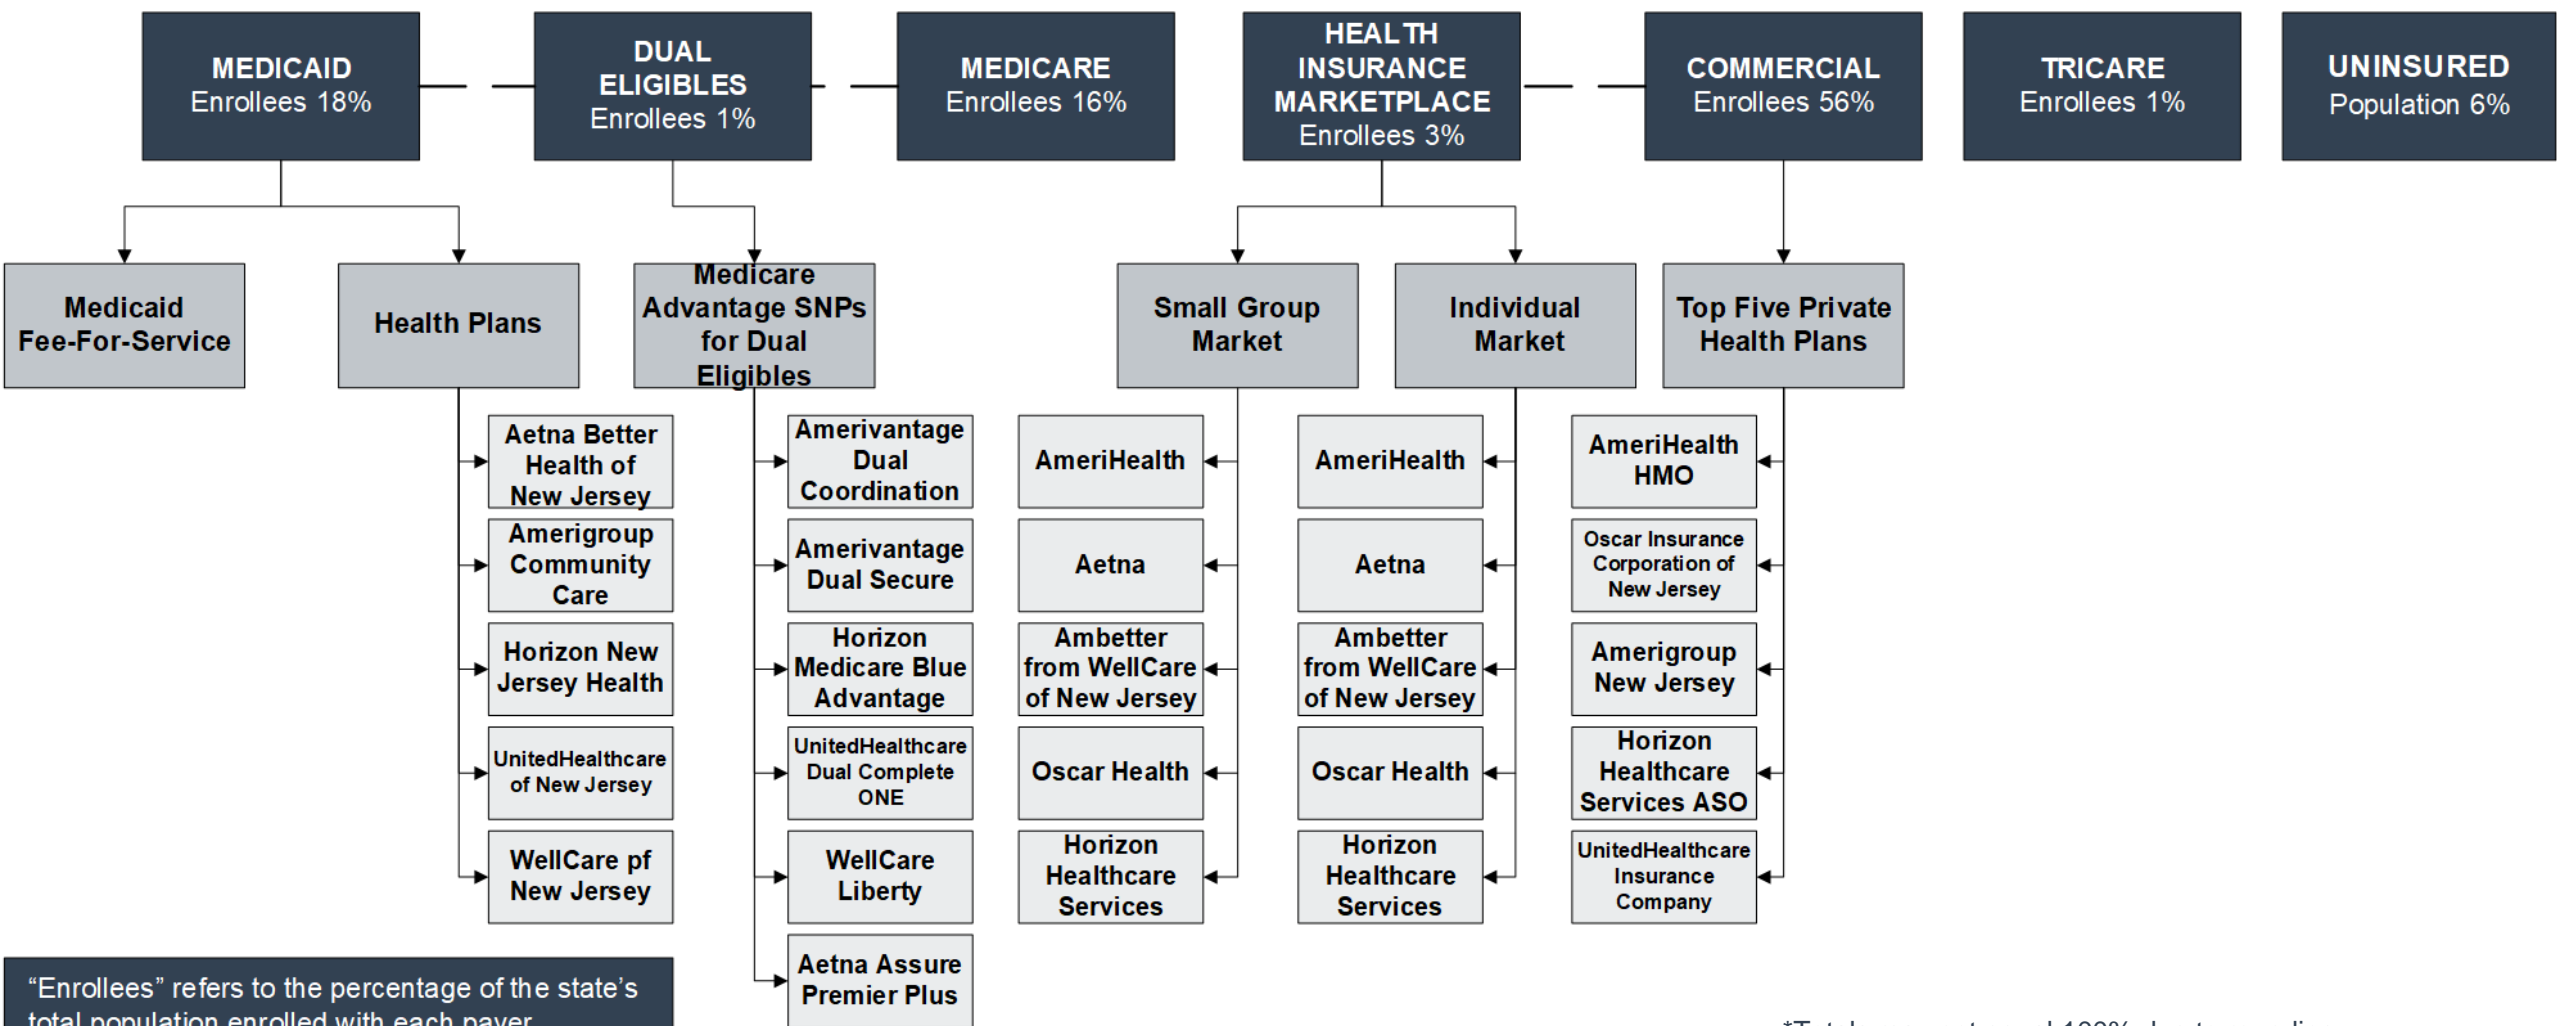 MEDICAID
Enrollees 18%
DUAL
ELIGIBLES
Enrollees 1%
MEDICARE
Enrollees 16%
HEALTH
INSURANCE
MARKETPLACE
Enrollees 3%
COMMERCIAL
Enrollees 56%
TRICARE
Enrollees 1%
UNINSURED
Population 6%
Medicaid
Fee-For-Service
Health Plans
Medicare
Advantage SNPs
for Dual
Eligibles
Small Group
Market
Individual
Market
Top Five Private
Health Plans
Aetna Better
Health of
New Jersey
Amerigroup
Community
Care
Horizon New
Jersey Health
UnitedHealthcare
of New Jersey
WellCare pf
New Jersey
Amerivantage
Dual
Coordination
Amerivantage
Dual Secure
Horizon
Medicare Blue
Advantage
UnitedHealthcare
Dual Complete
ONE
WellCare
Liberty
Aetna Assure
Premier Plus
AmeriHealth
Aetna
Ambetter
from WellCare
of New Jersey
Oscar Health
Horizon
Healthcare
Services
AmeriHealth
Aetna
Ambetter
from WellCare
of New Jersey
Oscar Health
Horizon
Healthcare
Services
AmeriHealth
HMO
Oscar Insurance
Corporation of
New Jersey
Amerigroup
New Jersey
Horizon
Healthcare
Services ASO
UnitedHealthcare
Insurance
Company
“Enrollees” refers to the percentage of the state’s
total population enrolled with each payer